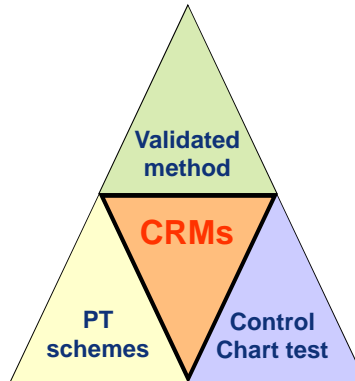 Validated
method
CRMs
PT
schemes
Control
Chart test